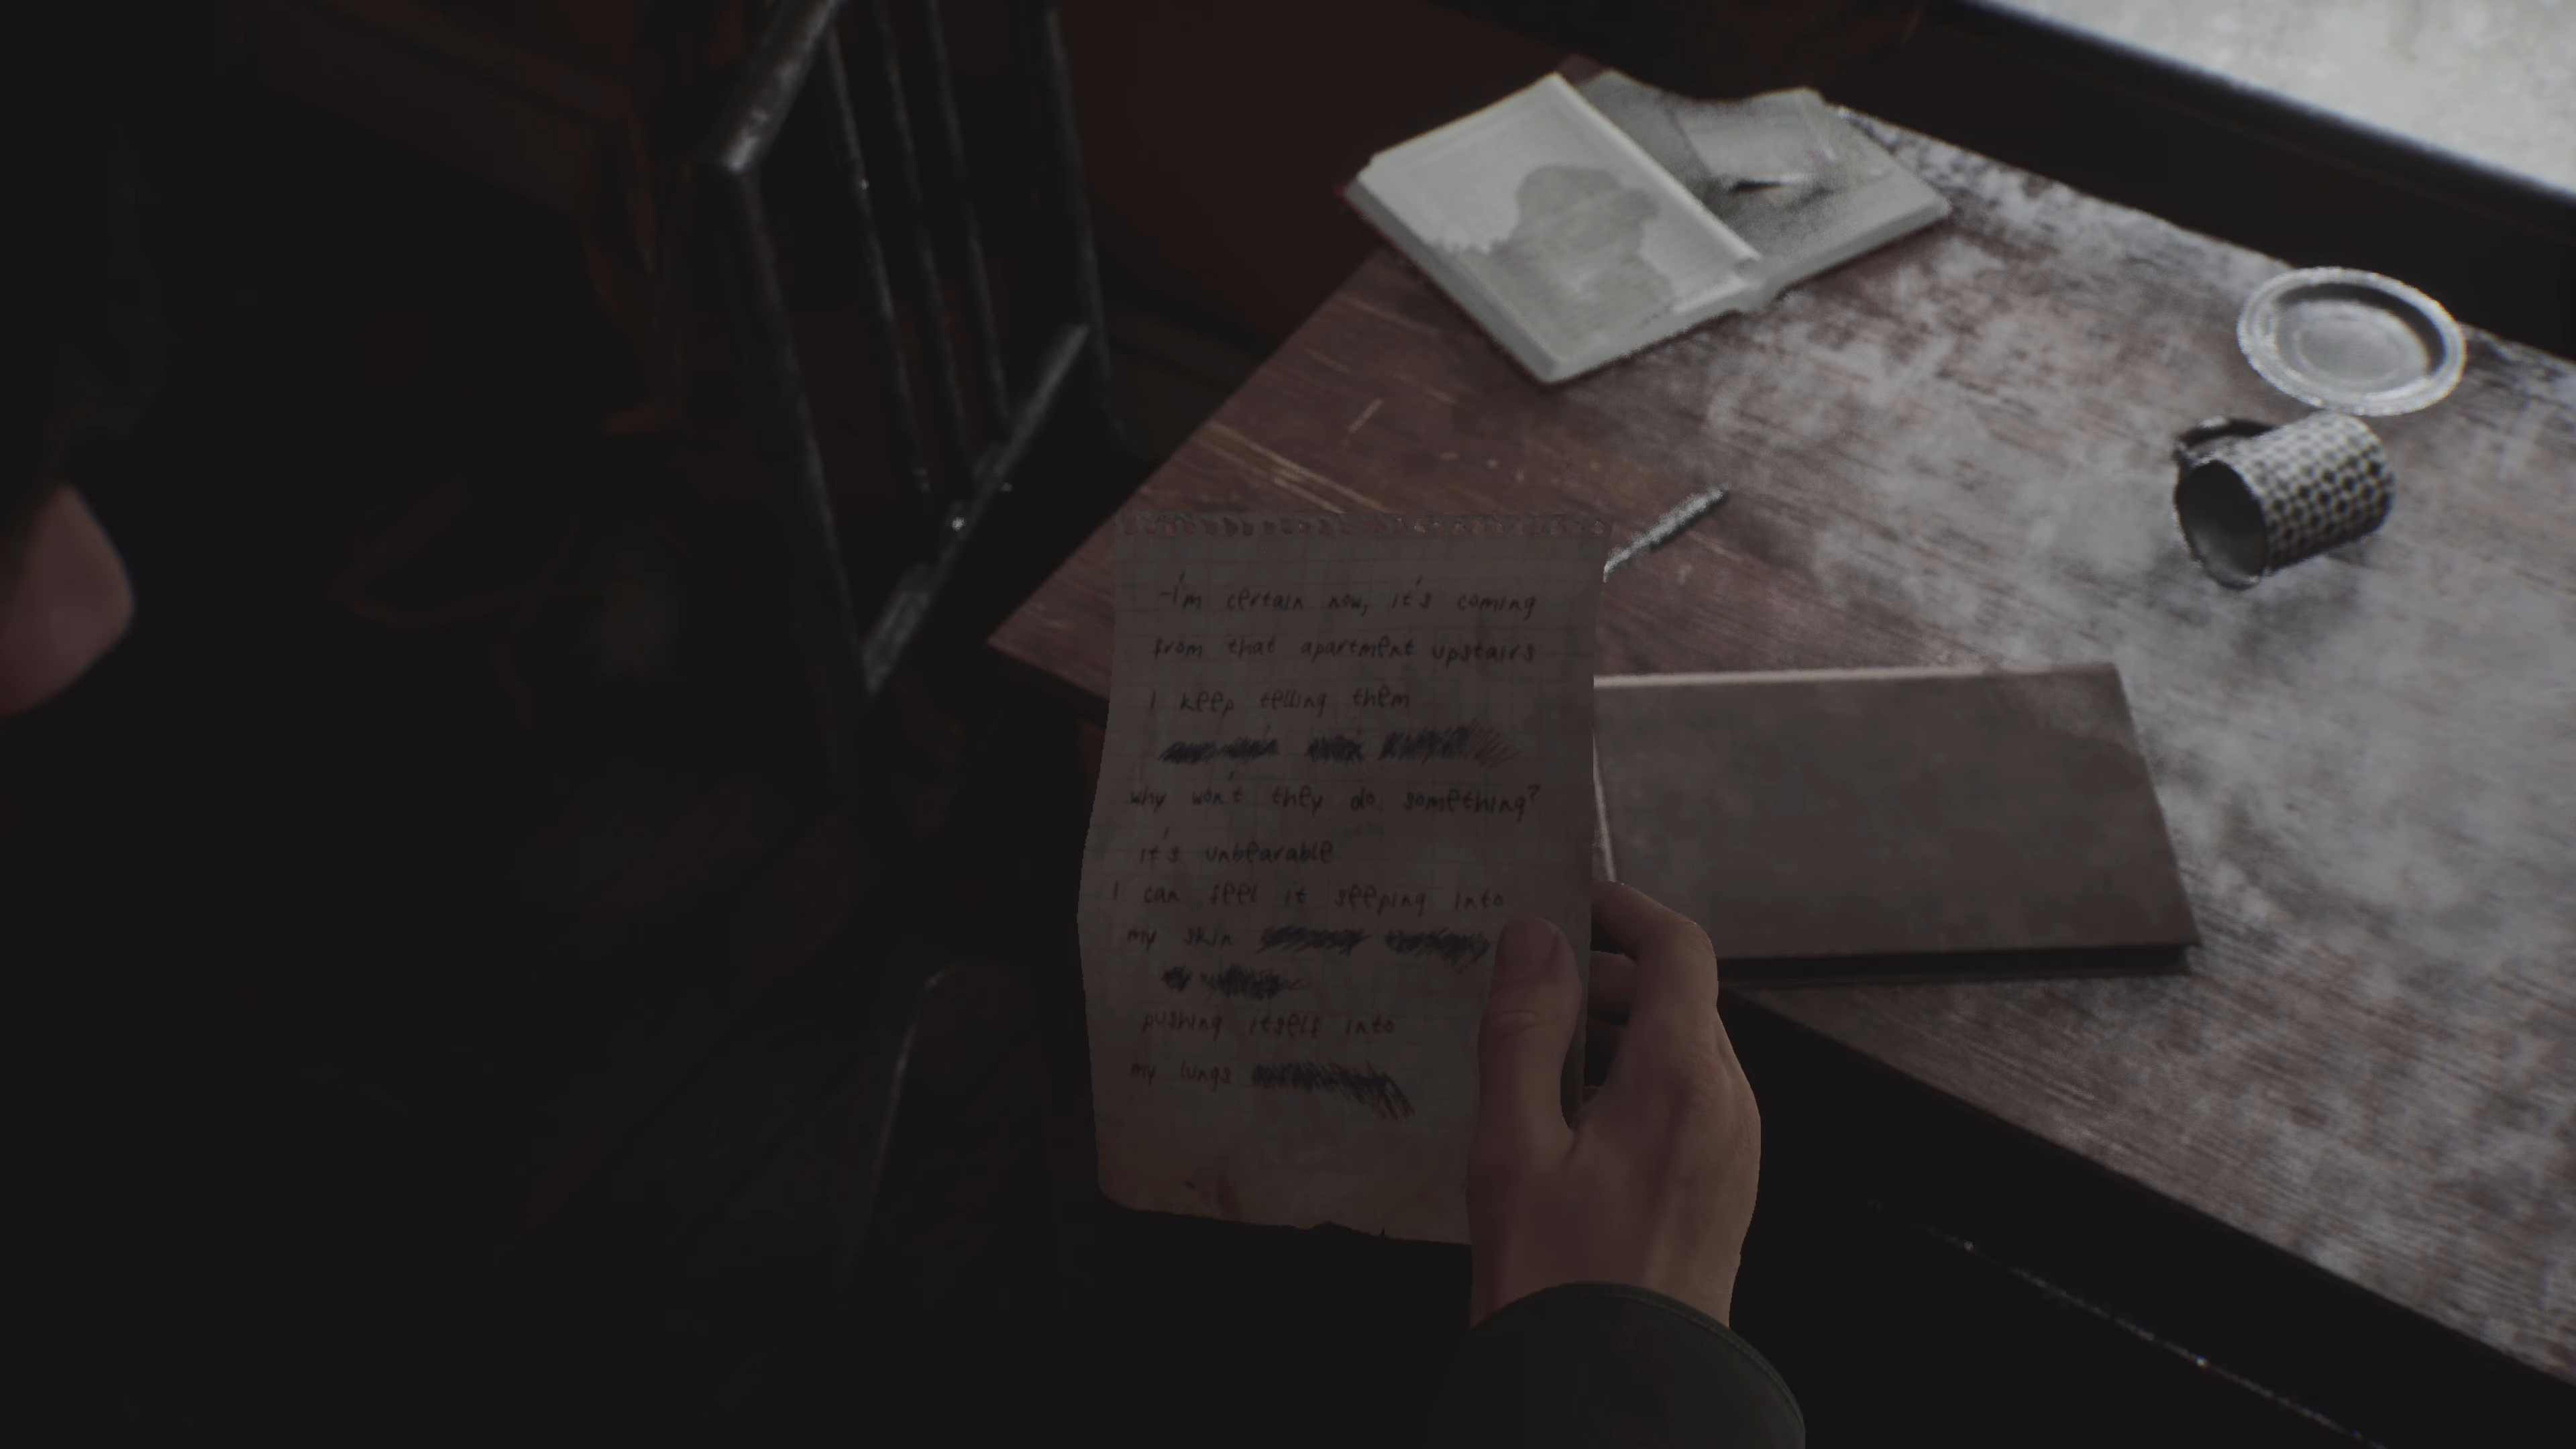 -I'm certain now, it's coming
from that apartment upstairs
I keep telling them
why won't they do something?
it's unbearable
I can feel it seeping into
my skin
pushing itself into
my lungs